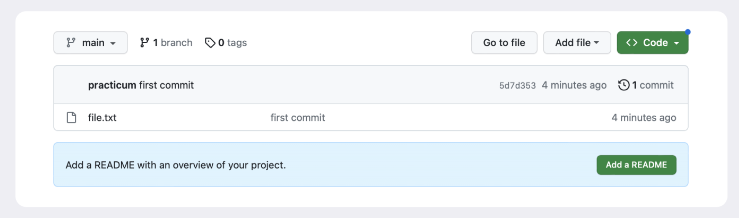 main 1 branch 0 tags Go to file Add file Code
practicum first commit 5d7d353 4 minutes ago 1 commit
file.txt first commit 4 minutes ago
Add a README with an overview of your project. Add a README